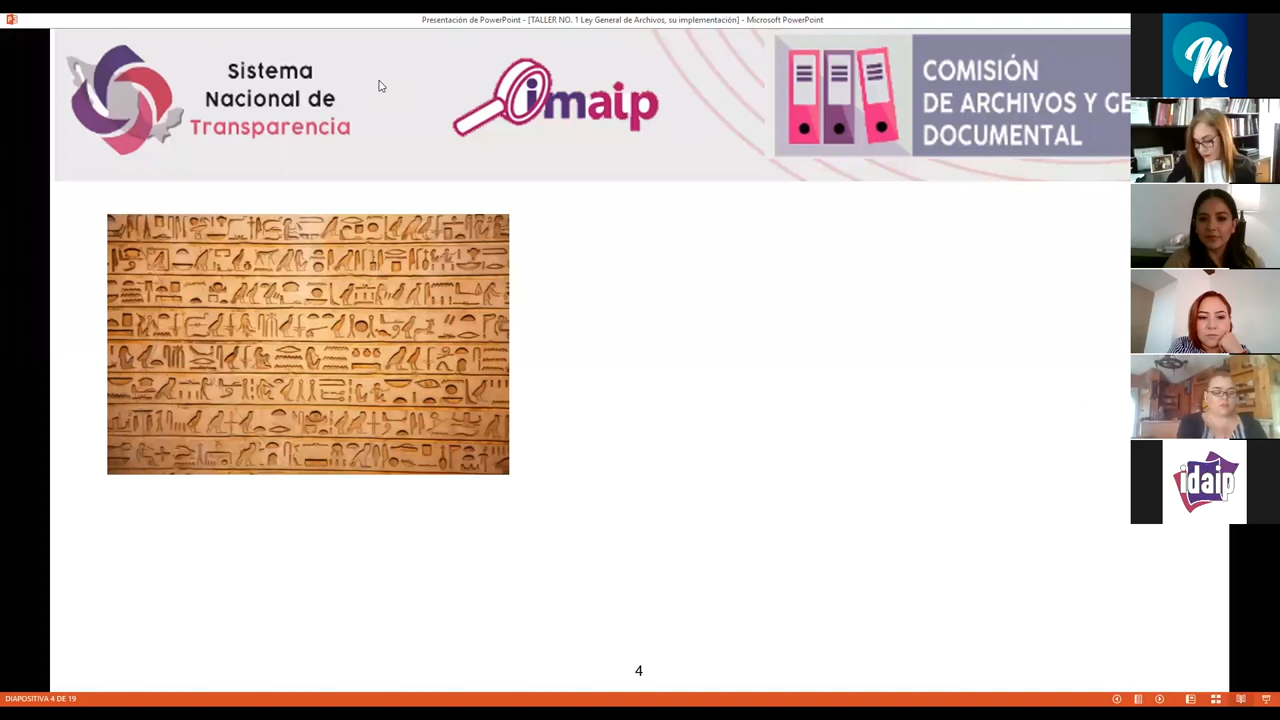 Presentación de PowerPoint - [TALLER NO. 1 Ley General de Archivos, su implementación] - Microsoft PowerPoint
Sistema
Nacional de
Transparencia
imaip
COMISIÓN
DE ARCHIVOS Y GE
DOCUMENTAL
M
idaip
4
DIAPOSITIVA 4 DE 19